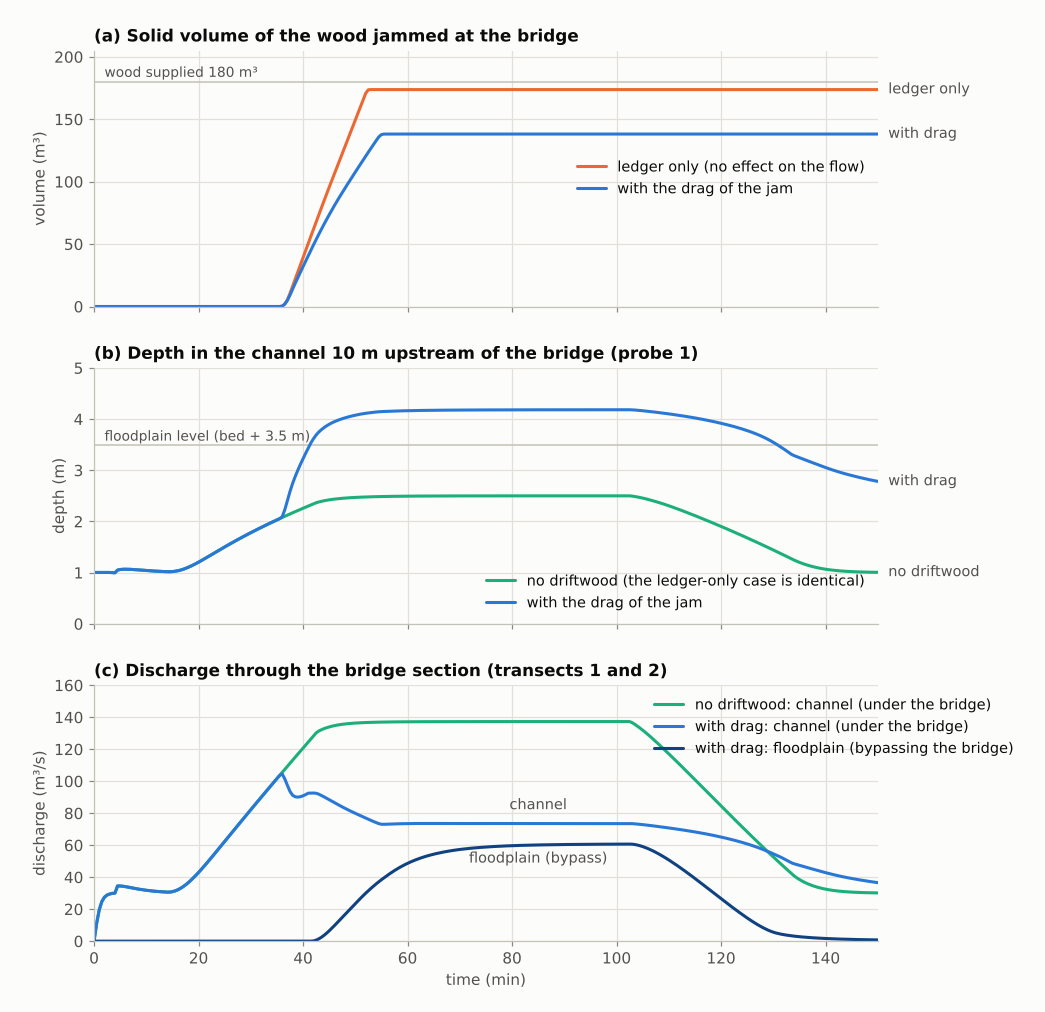 (a) Solid volume of the wood jammed at the bridge
200
150
100
50
0
volume (m³)
wood supplied 180 m³
ledger only
with drag
ledger only (no effect on the flow)
with the drag of the jam
(b) Depth in the channel 10 m upstream of the bridge (probe 1)
5
4
3
2
1
0
depth (m)
floodplain level (bed + 3.5 m)
with drag
no driftwood
no driftwood (the ledger-only case is identical)
with the drag of the jam
(c) Discharge through the bridge section (transects 1 and 2)
160
140
120
100
80
60
40
20
0
discharge (m³/s)
no driftwood: channel (under the bridge)
with drag: channel (under the bridge)
with drag: floodplain (bypassing the bridge)
channel
floodplain (bypass)
0 20 40 60 80 100 120 140
time (min)